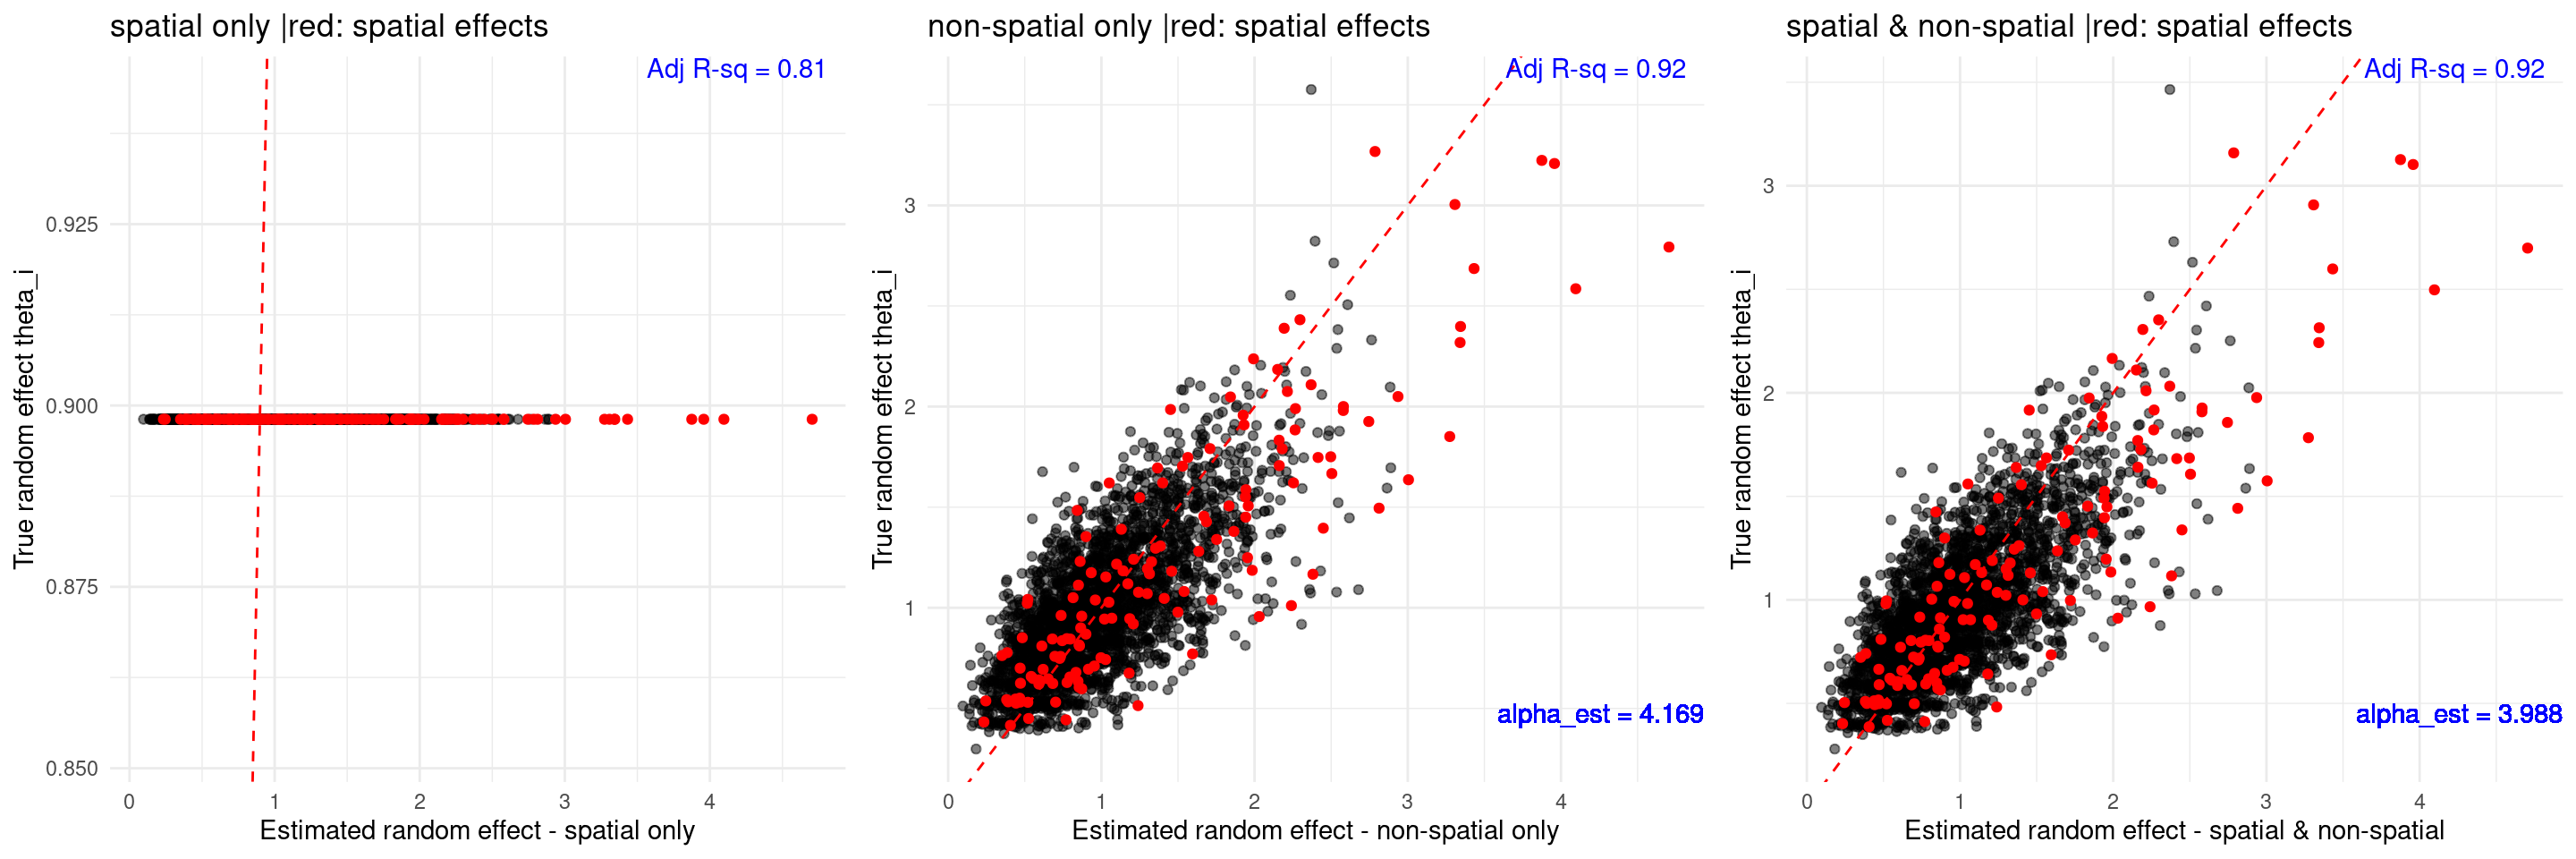 spatial only |red: spatial effects
Adj R-sq = 0.81
True random effect theta_i
0.925
0.900
0.875
0.850
0
1
2
3
4
Estimated random effect - spatial only
non-spatial only |red: spatial effects
Adj R-sq = 0.92
True random effect theta_i
3
2
1
alpha_est = 4.169
0
1
2
3
4
Estimated random effect - non-spatial only
spatial & non-spatial |red: spatial effects
Adj R-sq = 0.92
True random effect theta_i
3
2
1
alpha_est = 3.988
0
1
2
3
4
Estimated random effect - spatial & non-spatial